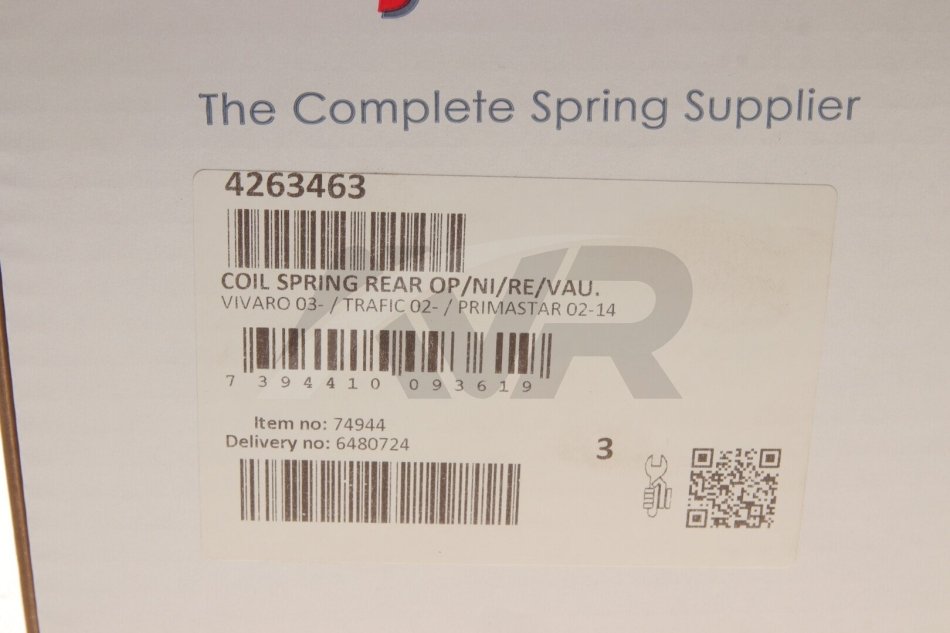 The Complete Spring Supplier
4263463
COIL SPRING REAR OP/NI/RE/VAU.
VIVARO 03- / TRAFIC 02- / PRIMASTAR 02-14
7 394410 093619
Item no: 74944
Delivery no: 6480724
3